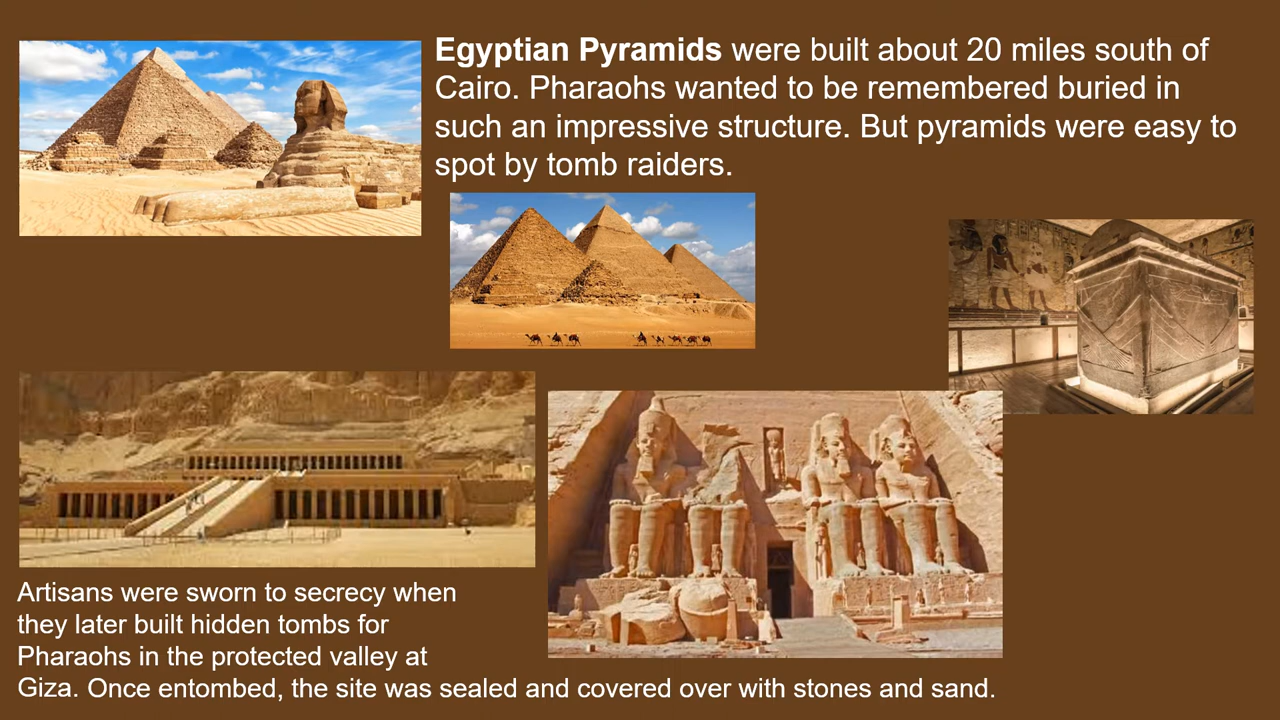 Egyptian Pyramids were built about 20 miles south of
Cairo. Pharaohs wanted to be remembered buried in
such an impressive structure. But pyramids were easy to
spot by tomb raiders.
Artisans were sworn to secrecy when
they later built hidden tombs for
Pharaohs in the protected valley at
Giza. Once entombed, the site was sealed and covered over with stones and sand.